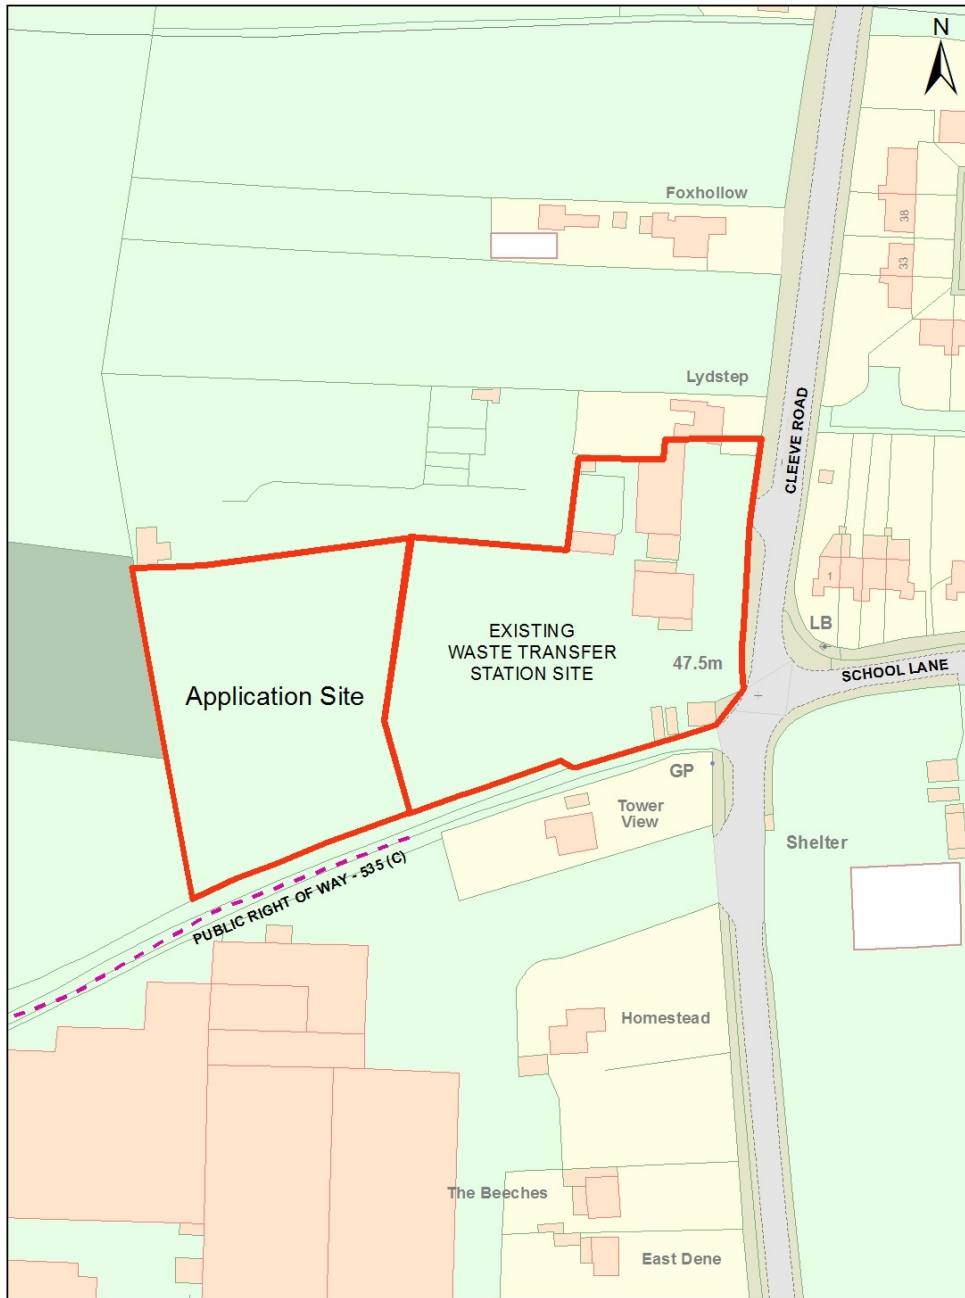 N
Foxhollow
38
33
Lydstep
CLEEVE ROAD
1
LB
EXISTING
WASTE TRANSFER
STATION SITE
47.5m
SCHOOL LANE
Application Site
GP
Tower
View
Shelter
PUBLIC RIGHT OF WAY - 535 (C)
Homestead
The Beeches
East Dene